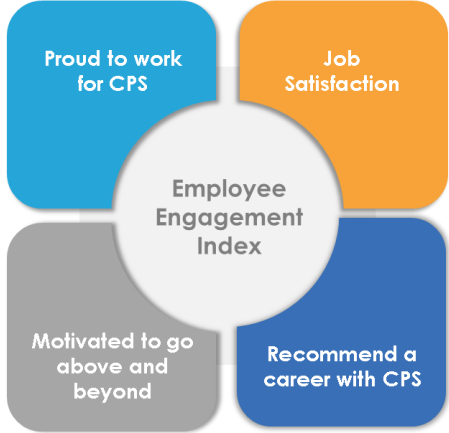 Proud to work
for CPS
Job
Satisfaction
Employee
Engagement
Index
Motivated to go
above and
beyond
Recommend a
career with CPS